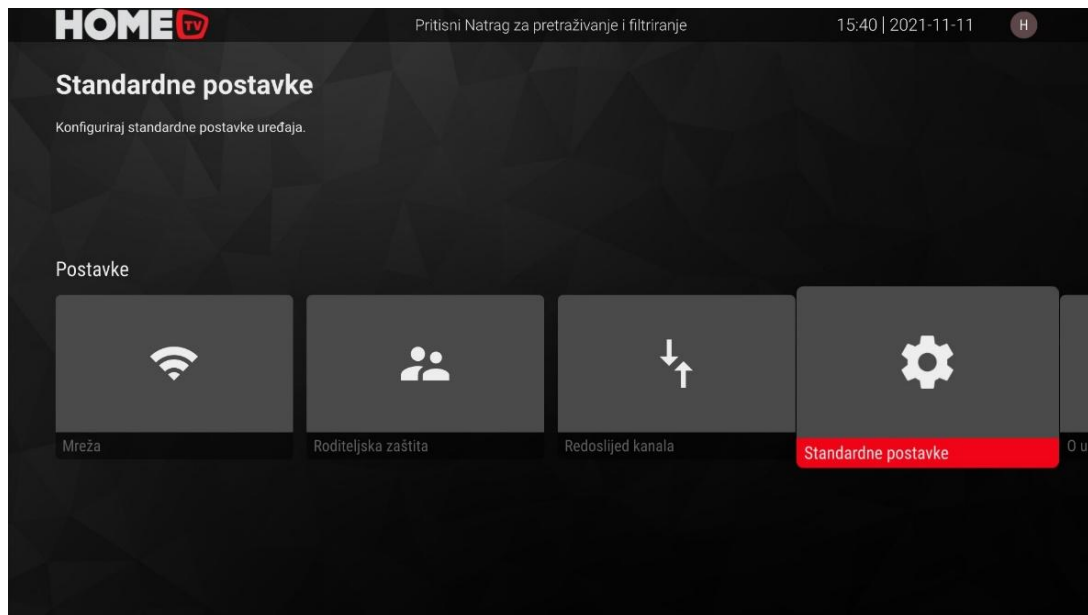 HOME TV
Pritisni Natrag za pretraživanje i filtriranje
15:40 | 2021-11-11
H
Standardne postavke
Konfiguriraj standardne postavke uređaja.
Postavke
Mreža
Roditeljska zaštita
Redoslijed kanala
Standardne postavke
O u